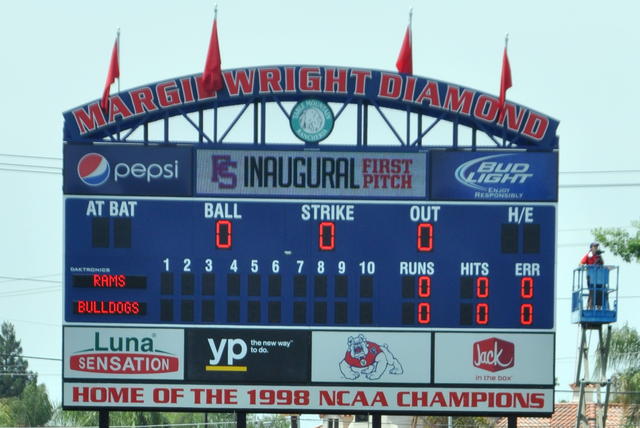 MARGIE WRIGHT DIAMOND
pepsi
FS INAUGURAL FIRST PITCH
BUD LIGHT
ENJOY RESPONSIBLY
AT BAT BALL STRIKE OUT H/E
0 0 0
DAKTRONICS 1 2 3 4 5 6 7 8 9 10 RUNS HITS ERR
RAMS 0 0 0
BULLDOGS 0 0 0
Luna SENSATION
yp the new way to do.
Jack in the box
HOME OF THE 1998 NCAA CHAMPIONS